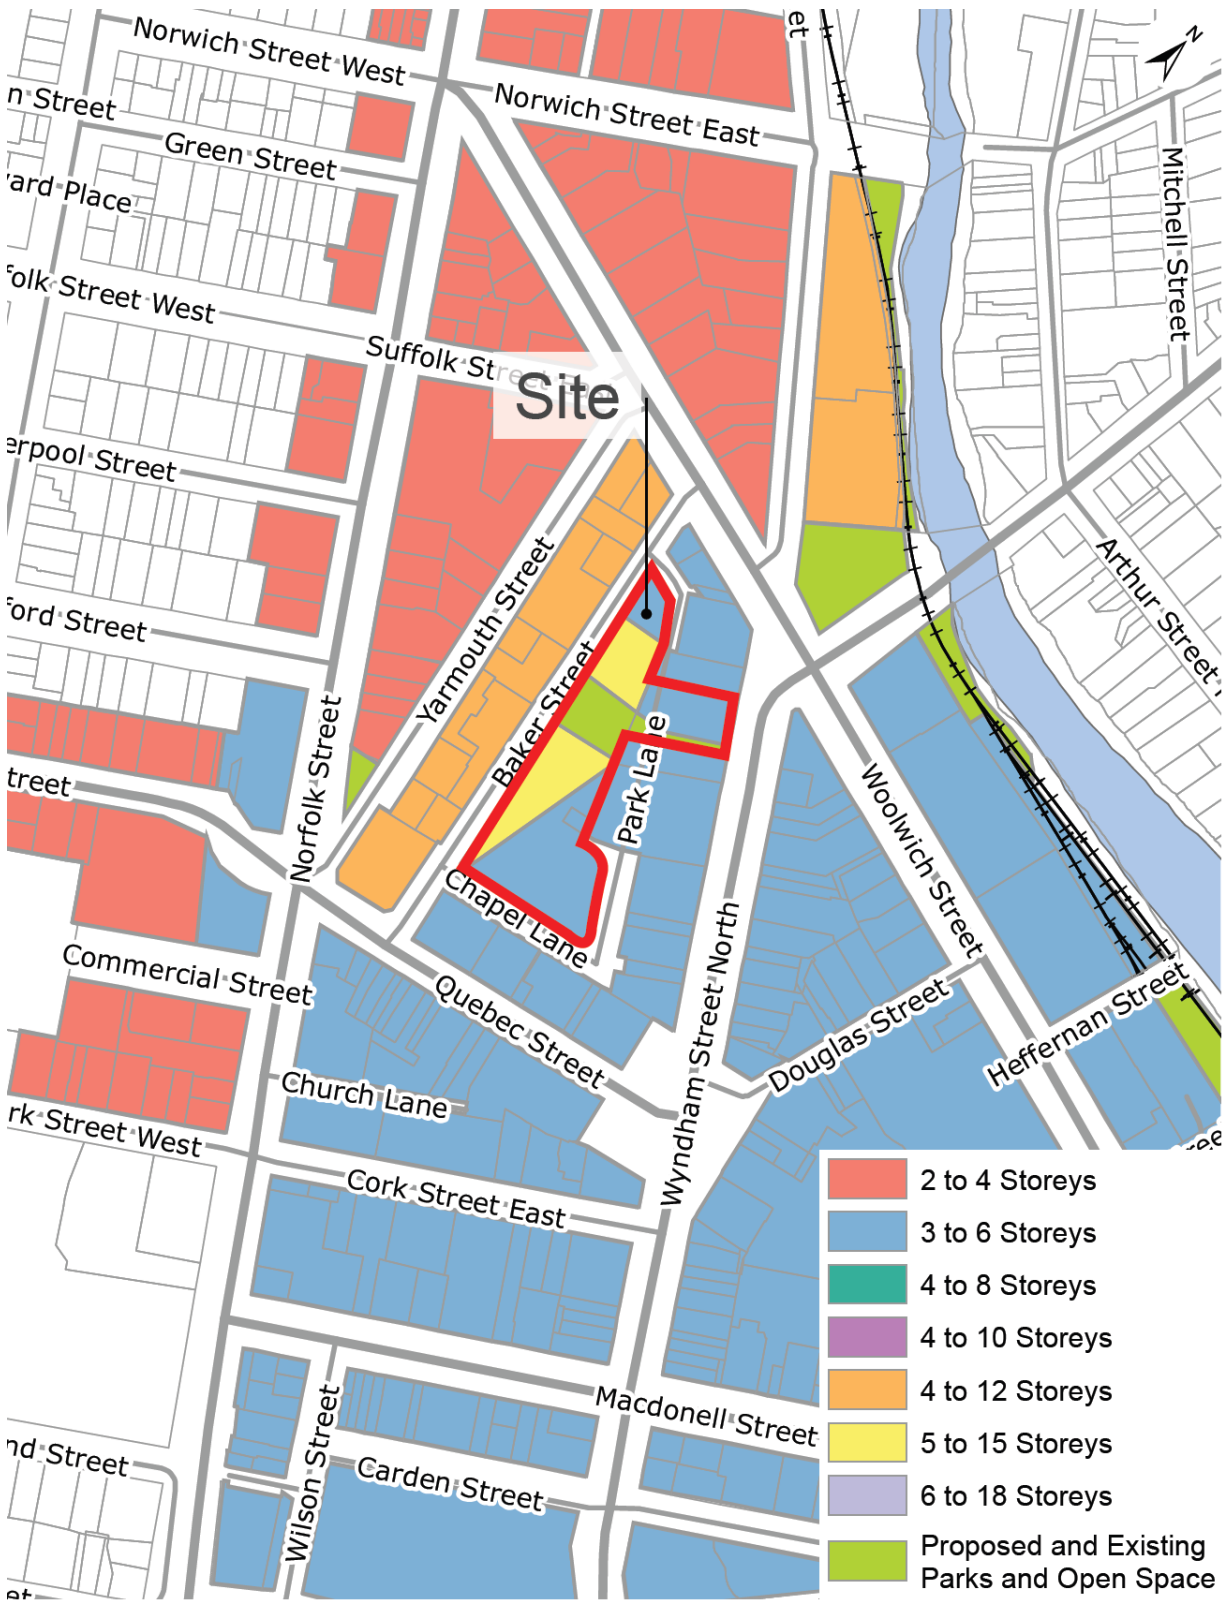 Norwich Street West
et
N
Norwich Street East
n Street
Green Street
Mitchell Street
ard Place
folk Street West
Suffolk Street
Site
erpool Street
Arthur Street
ford Street
Yarmouth Street
Baker Street
Norfolk Street
Park Lane
treet
Woolwich Street
Chapel Lane
Wyndham Street North
Commercial Street
Quebec Street
Douglas Street
Heffernan Street
Church Lane
rk Street West
ree
Cork Street East
2 to 4 Storeys
3 to 6 Storeys
4 to 8 Storeys
4 to 10 Storeys
4 to 12 Storeys
5 to 15 Storeys
6 to 18 Storeys
Proposed and Existing
Parks and Open Space
Macdonell Street
Wilson Street
nd Street
Carden Street
et